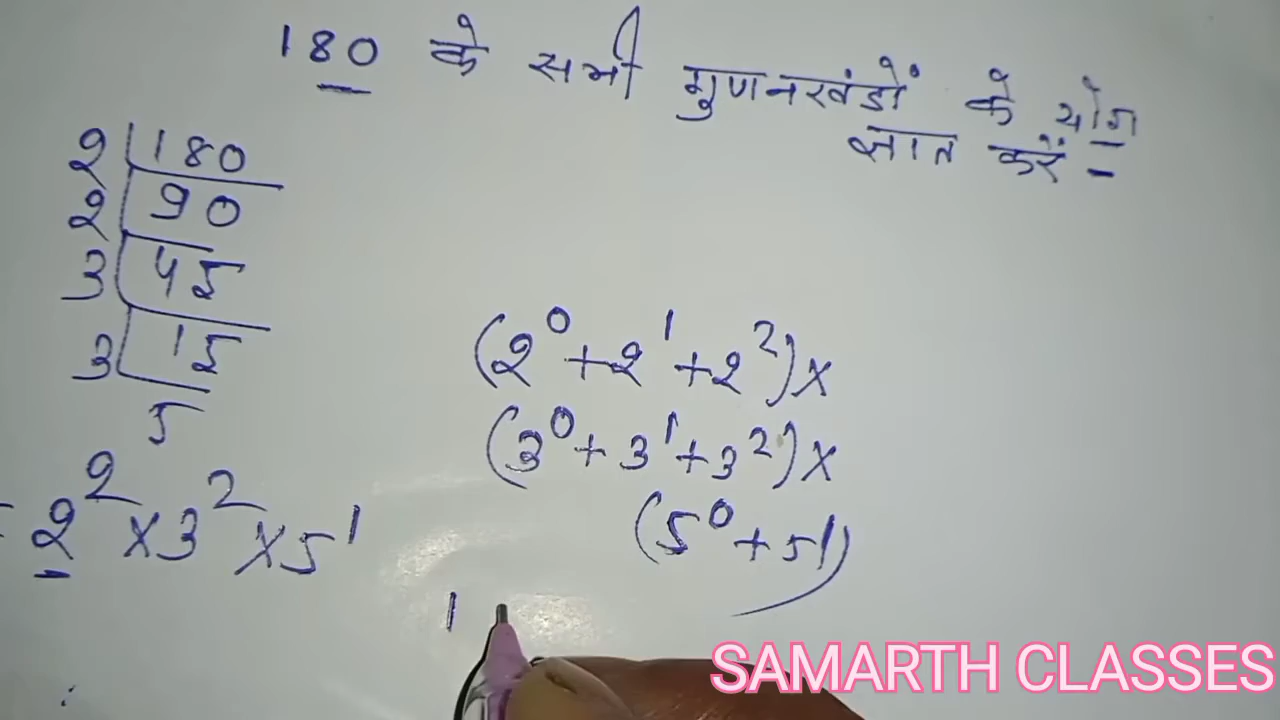 180 के सभी गुणनखंडों के योग
ज्ञात करें -
2 | 180
2 | 90
3 | 45
3 | 15
5
= 2² × 3² × 5¹
(2⁰ + 2¹ + 2²) ×
(3⁰ + 3¹ + 3²) ×
(5⁰ + 5¹)
1
SAMARTH CLASSES